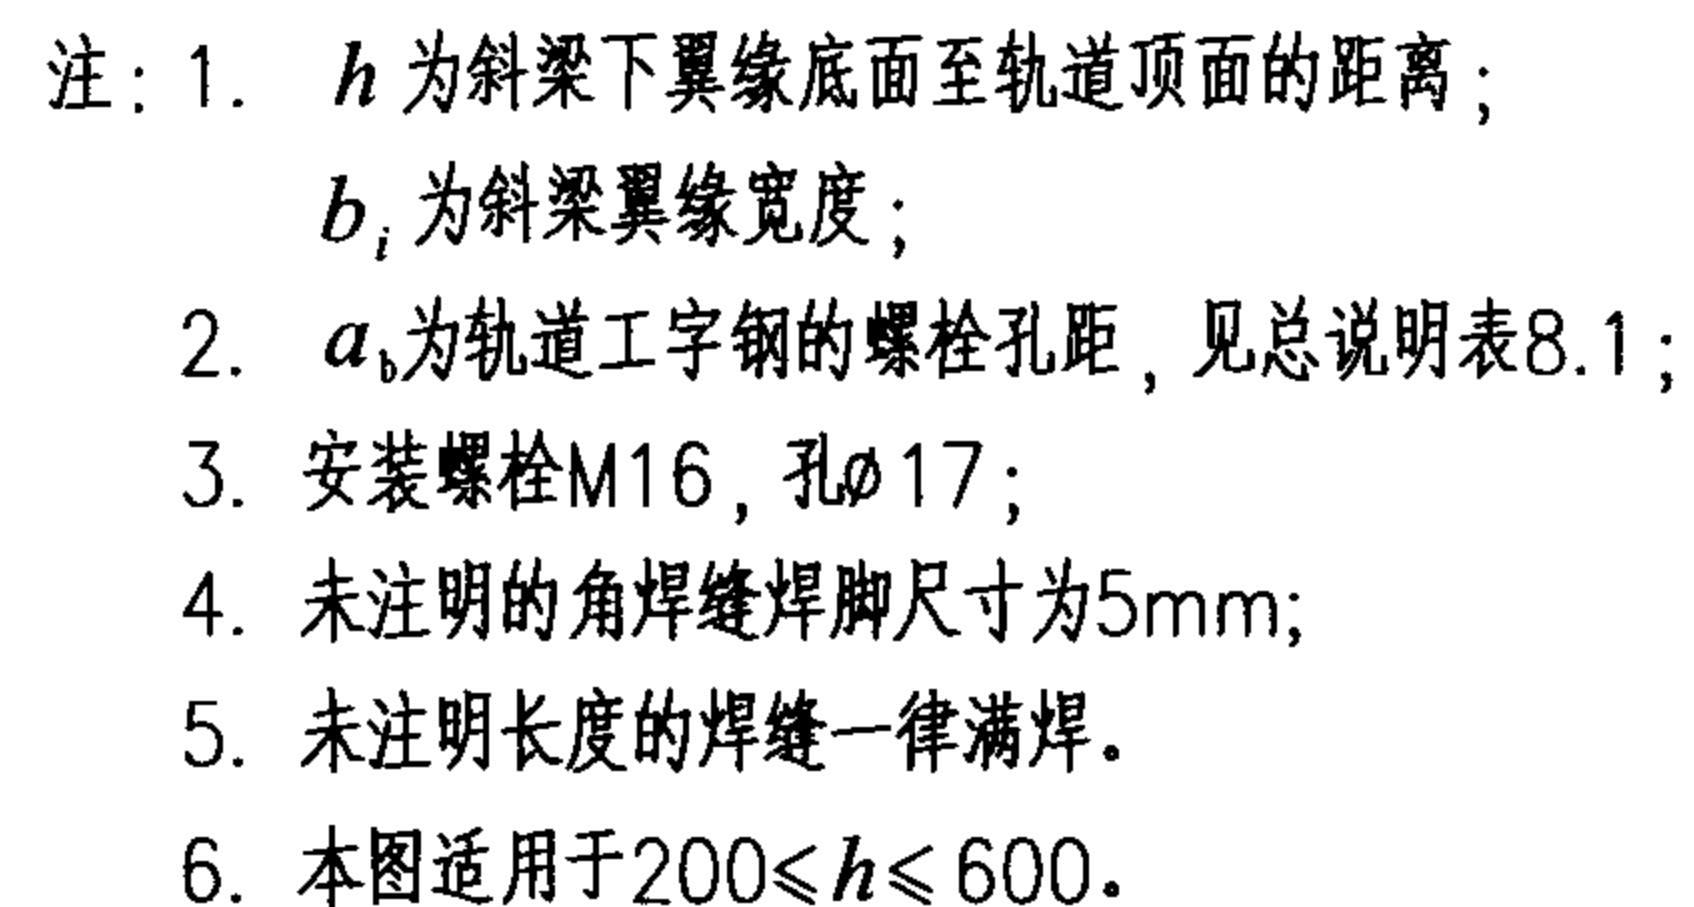 注: 1. h 为斜梁下翼缘底面至轨道顶面的距离;
b i 为斜梁翼缘宽度;
2. a b为轨道工字钢的螺栓孔距, 见总说明表8.1;
3. 安装螺栓M16, 孔ø17;
4. 未注明的角焊缝焊脚尺寸为5mm;
5. 未注明长度的焊缝一律满焊。
6. 本图适用于200≤h≤600。